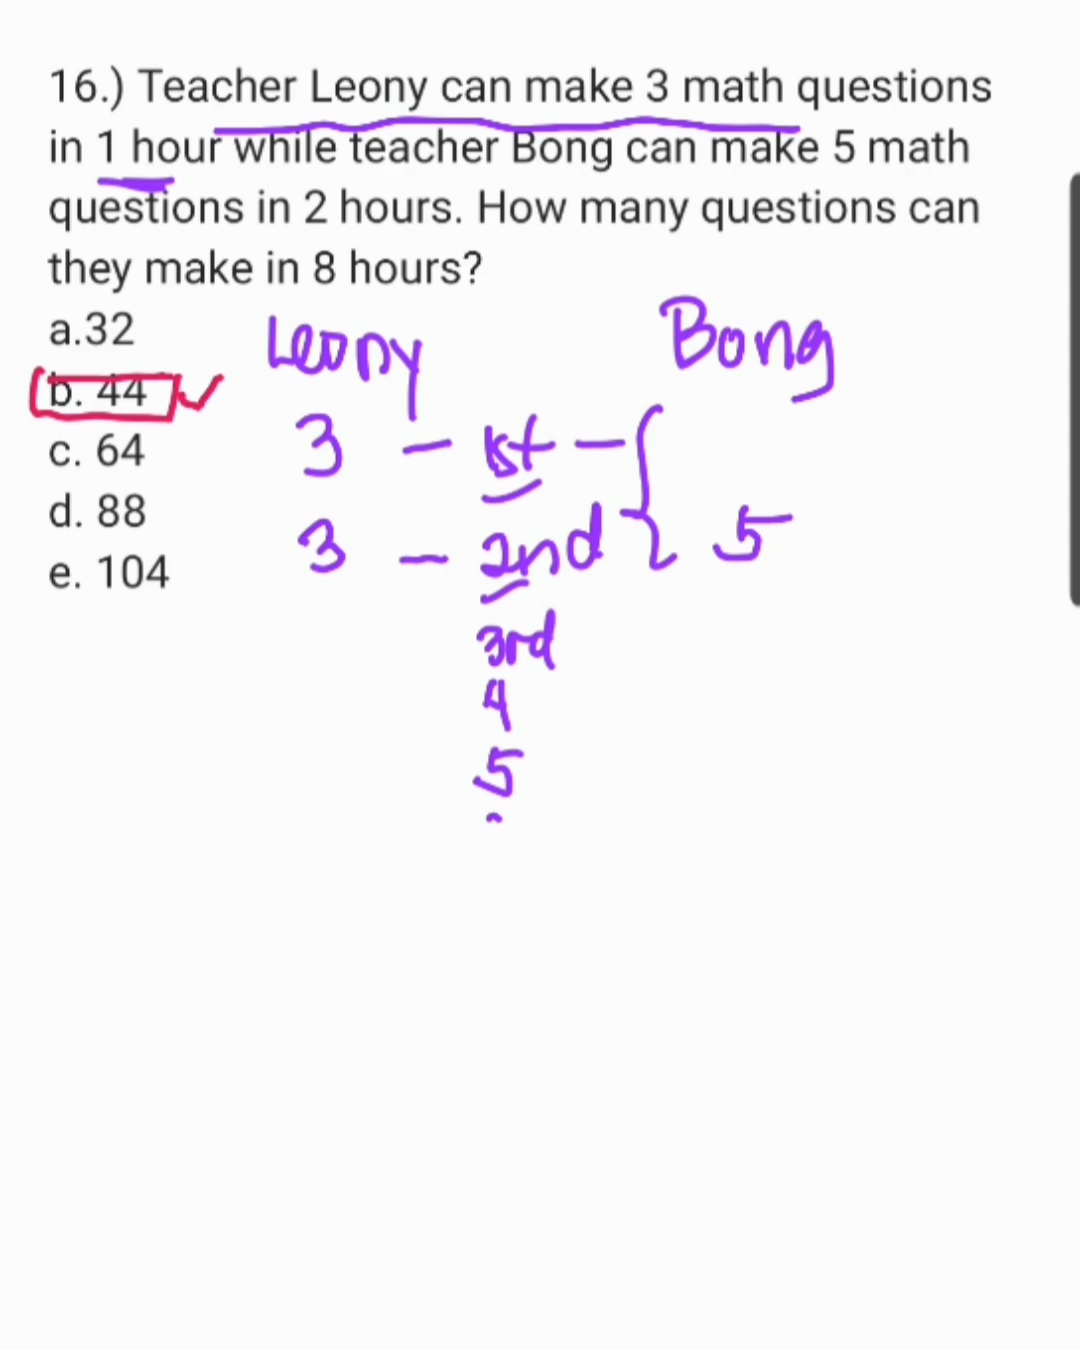 16.) Teacher Leony can make 3 math questions
in 1 hour while teacher Bong can make 5 math
questions in 2 hours. How many questions can
they make in 8 hours?
a.32
b. 44
c. 64
d. 88
e. 104
Leony Bong
3 - 1st -
3 - 2nd 5
3rd
4
5